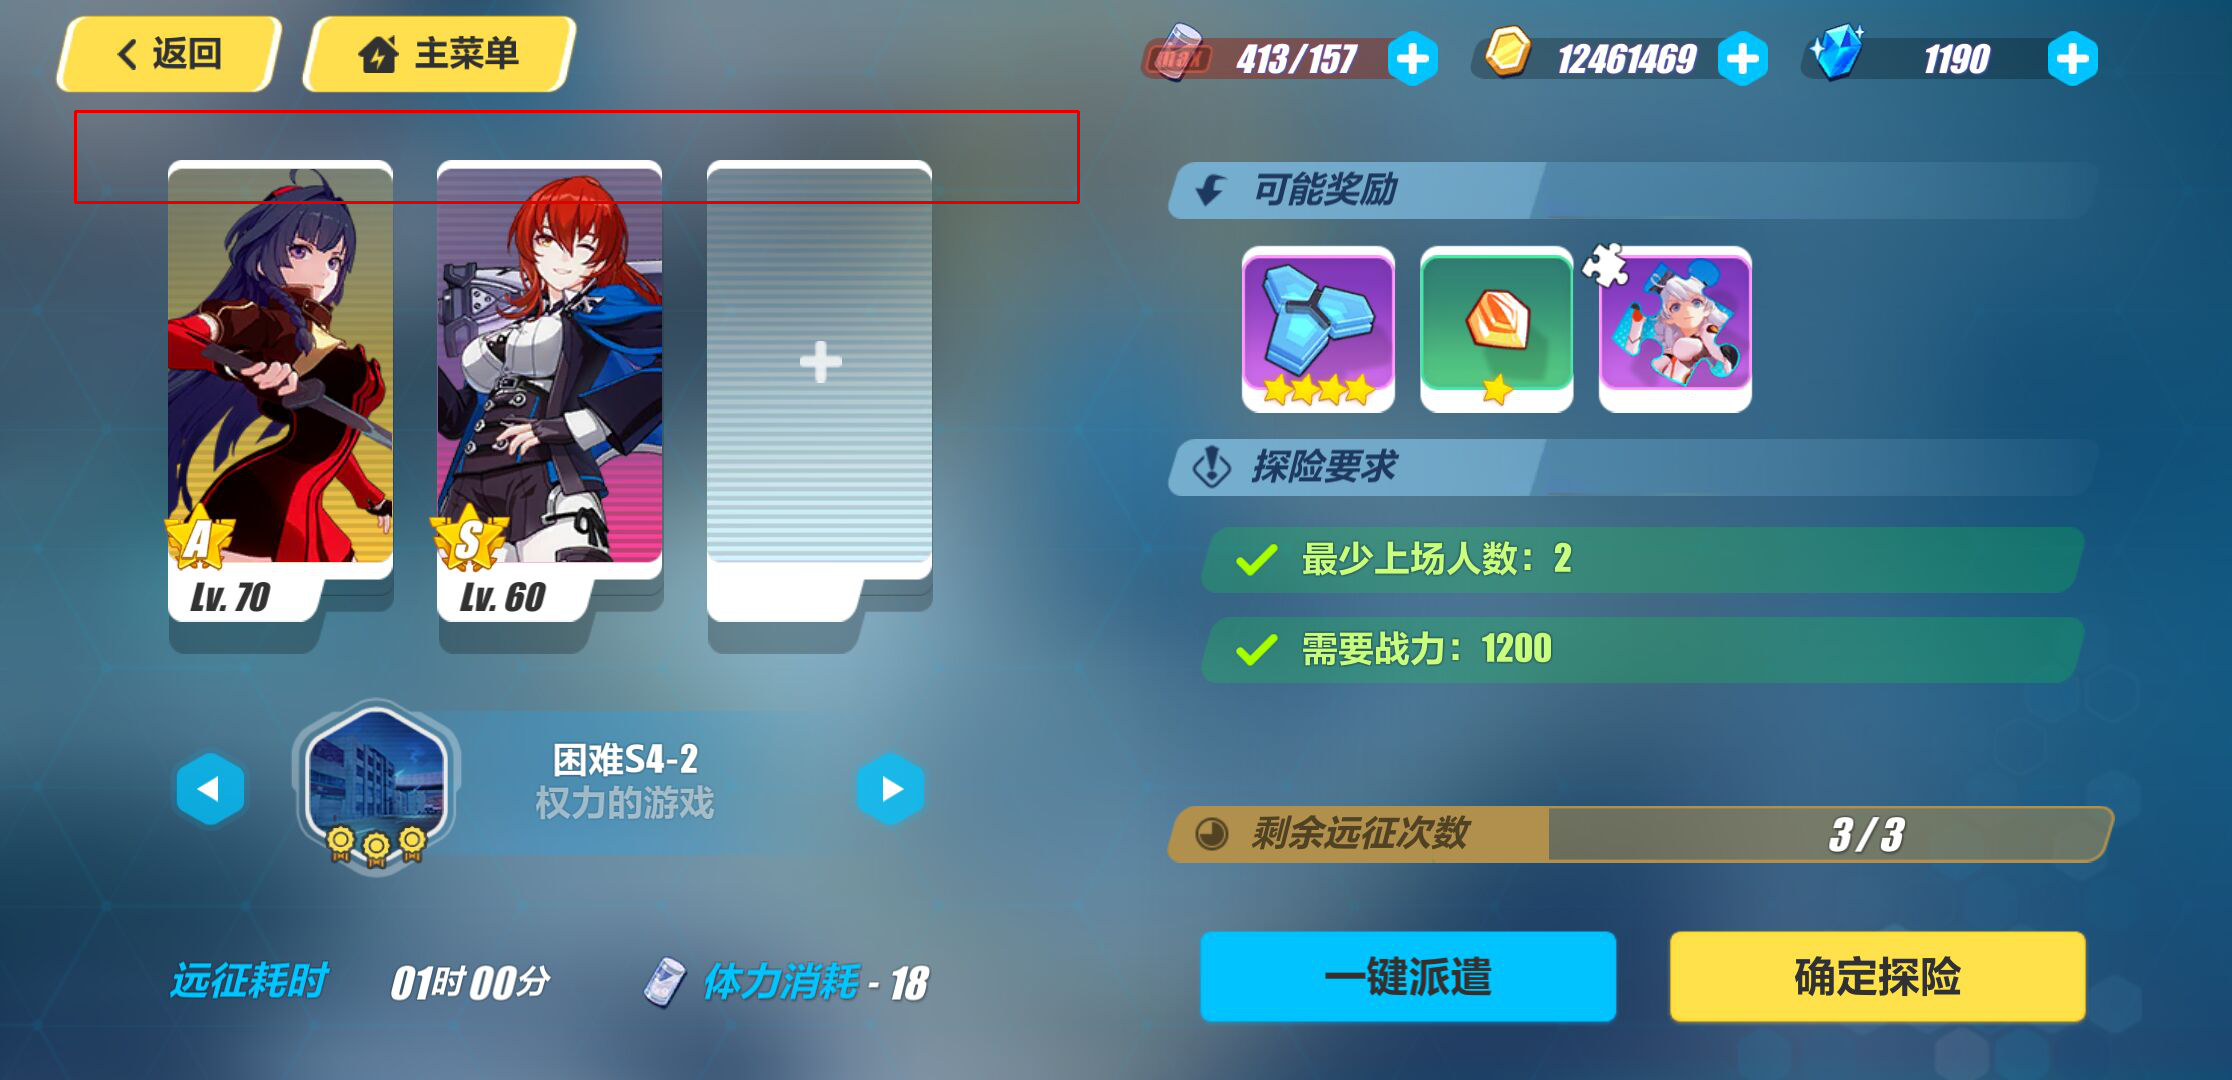 返回
主菜单
max 413/157
12461469
1190
A
Lv. 70
S
Lv. 60
可能奖励
探险要求
最少上场人数：2
需要战力：1200
困难S4-2
权力的游戏
剩余远征次数 3/3
远征耗时 01时00分
体力消耗 - 18
一键派遣
确定探险